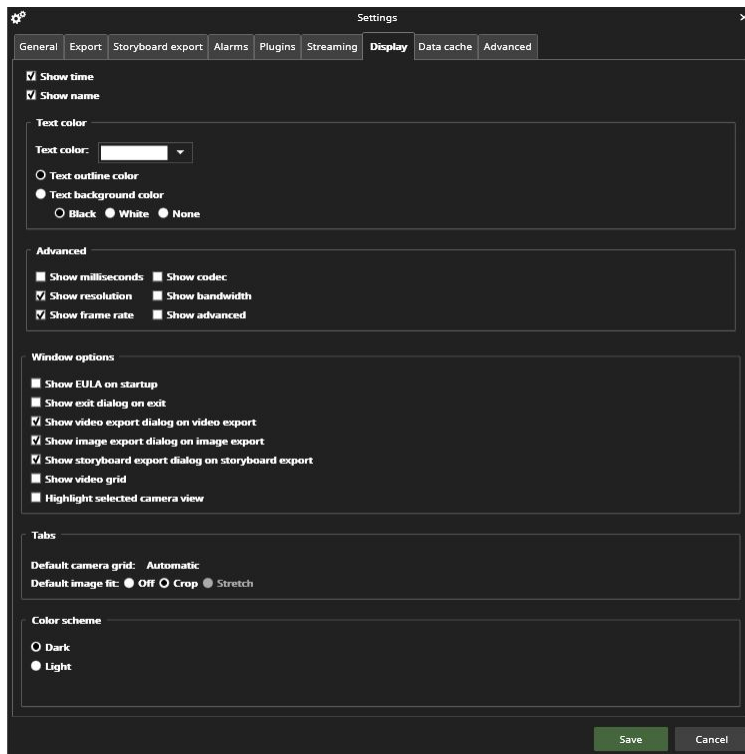 Settings
General Export Storyboard export Alarms Plugins Streaming Display Data cache Advanced
Show time
Show name
Text color
Text color:
Text outline color
Text background color
Black White None
Advanced
Show milliseconds Show codec
Show resolution Show bandwidth
Show frame rate Show advanced
Window options
Show EULA on startup
Show exit dialog on exit
Show video export dialog on video export
Show image export dialog on image export
Show storyboard export dialog on storyboard export
Show video grid
Highlight selected camera view
Tabs
Default camera grid: Automatic
Default image fit: Off Crop Stretch
Color scheme
Dark
Light
Save Cancel